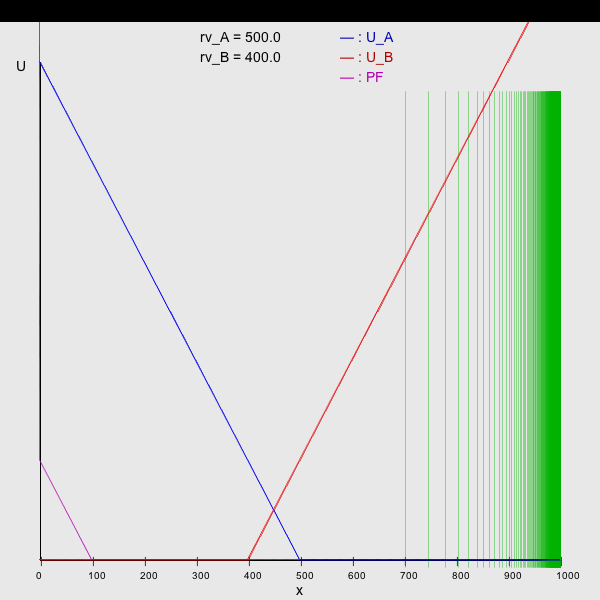 rv_A = 500.0 — : U_A
rv_B = 400.0 — : U_B
— : PF
U
0 100 200 300 400 500 600 700 800 900 1000
x